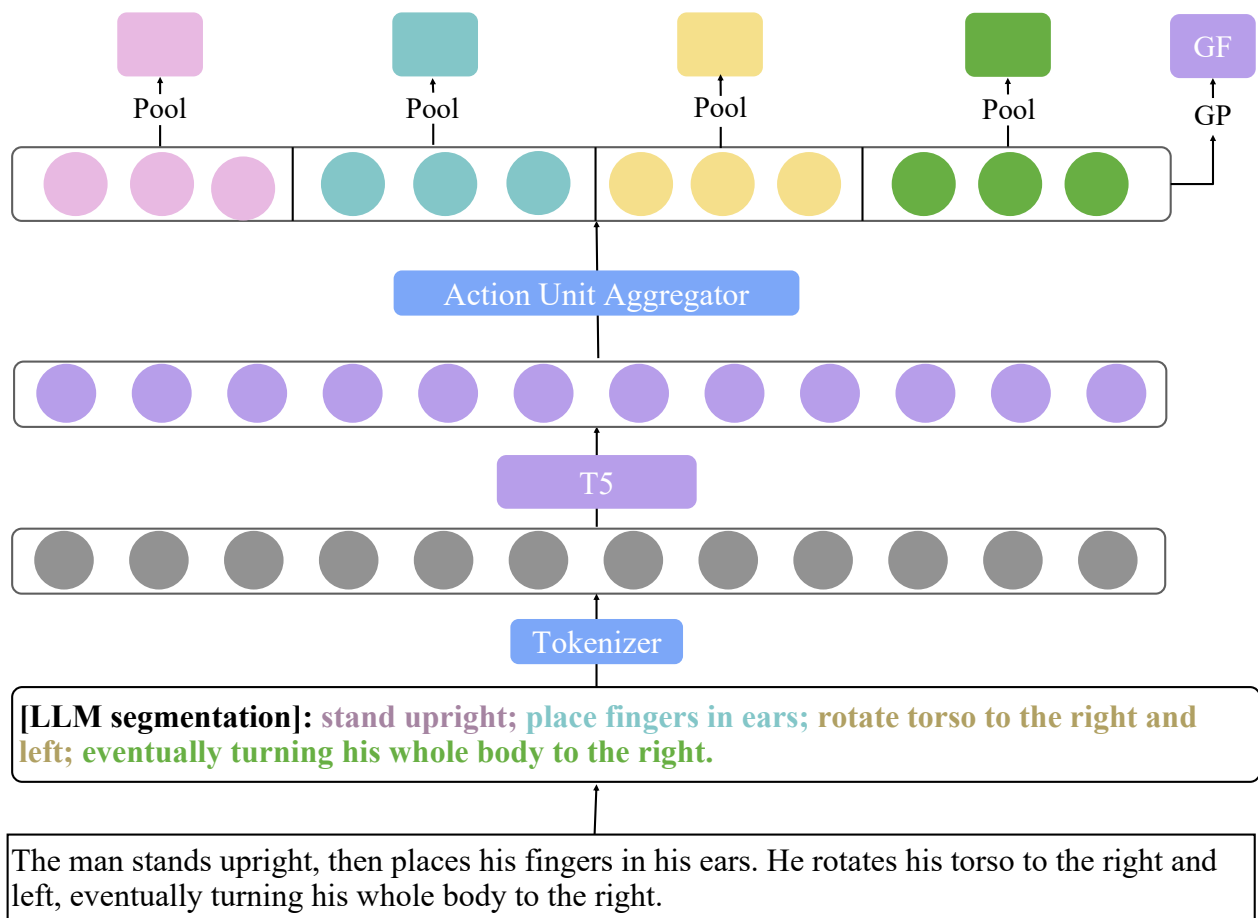 GF
Pool
Pool
Pool
Pool
GP
Action Unit Aggregator
T5
Tokenizer
[LLM segmentation]: stand upright; place fingers in ears; rotate torso to the right and
left; eventually turning his whole body to the right.
The man stands upright, then places his fingers in his ears. He rotates his torso to the right and
left, eventually turning his whole body to the right.